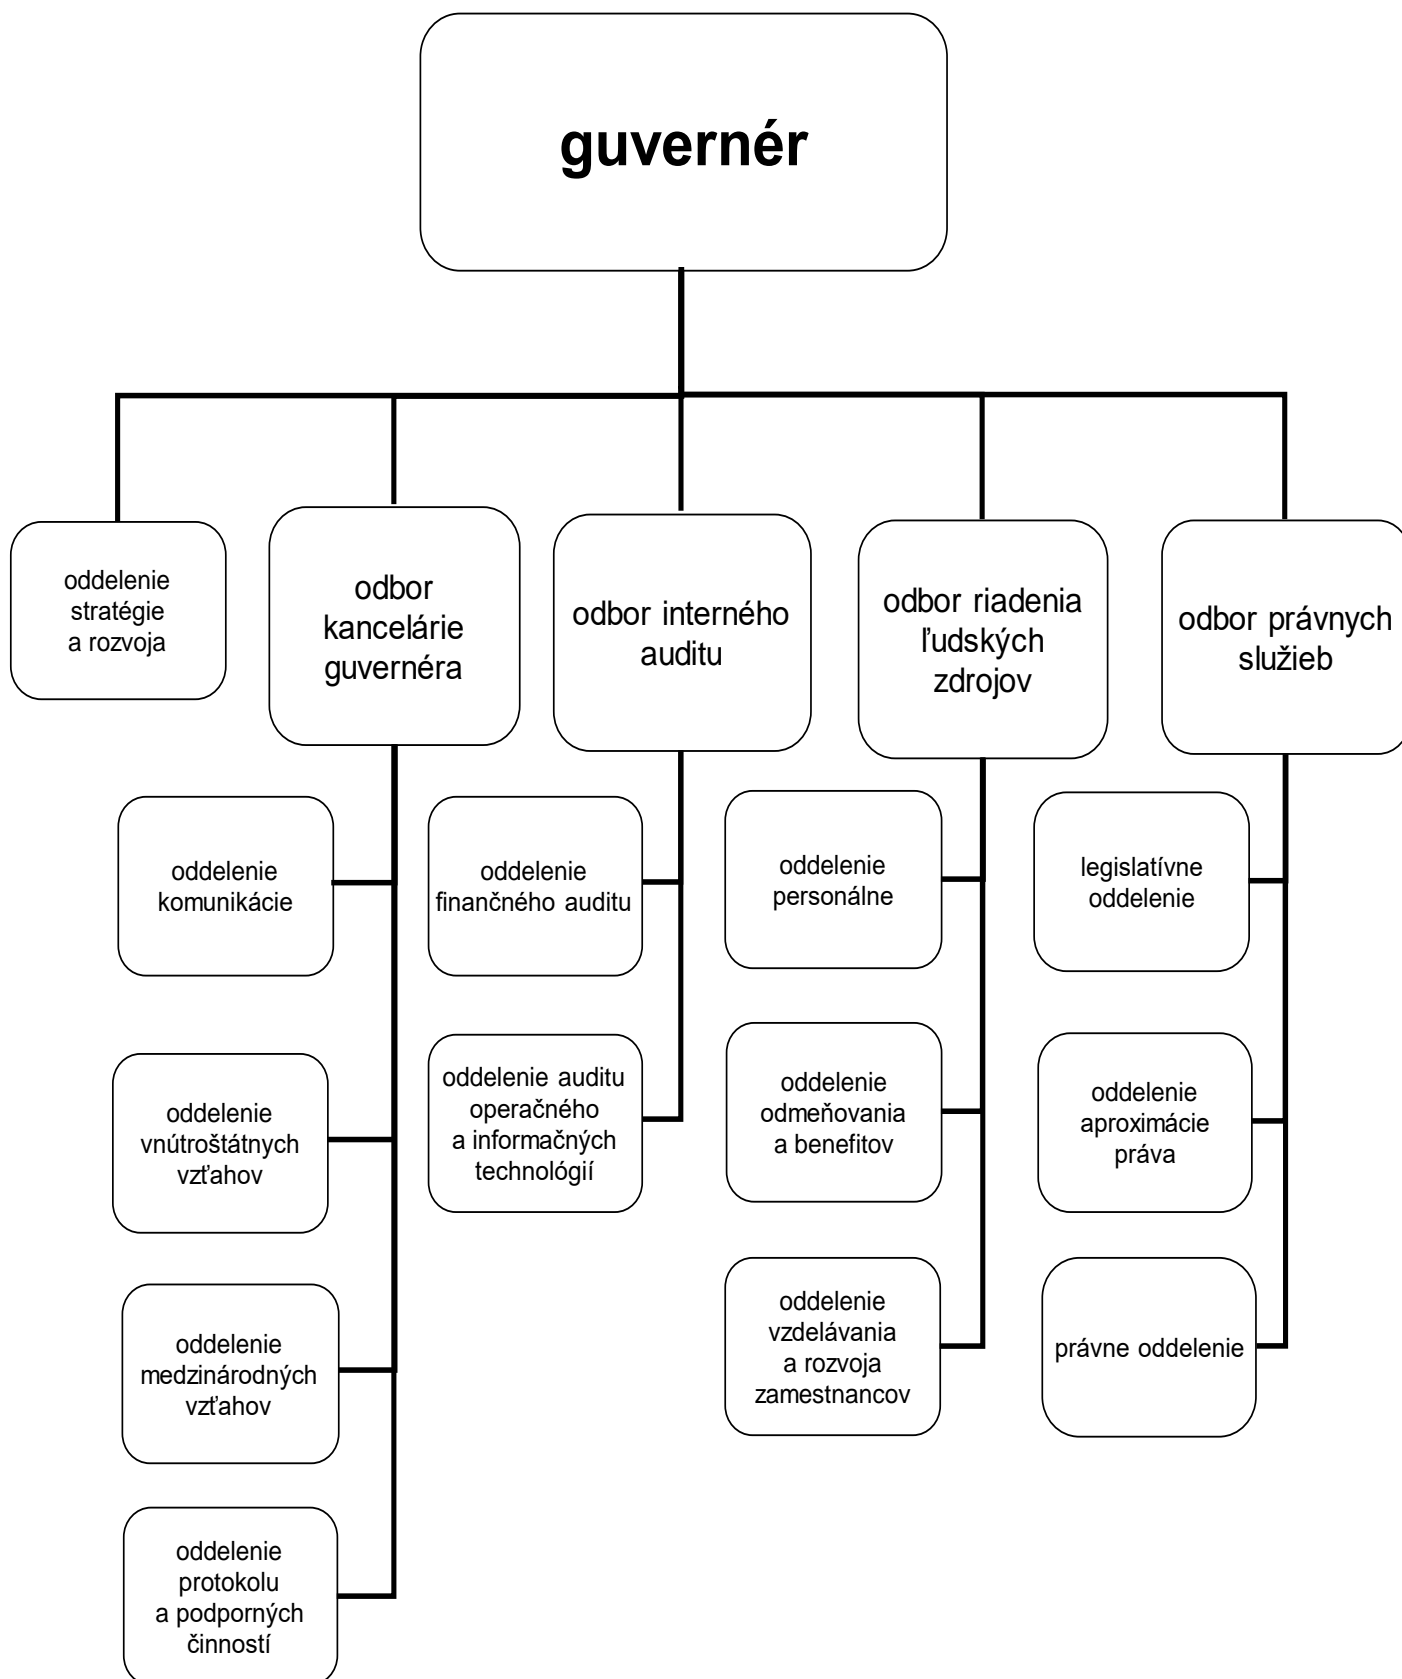 guvernér
oddelenie
stratégie
a rozvoja
odbor
kancelárie
guvernéra
odbor interného
auditu
odbor riadenia
ľudských
zdrojov
odbor právnych
služieb
oddelenie
komunikácie
oddelenie
vnútroštátnych
vzťahov
oddelenie
medzinárodných
vzťahov
oddelenie
protokolu
a podporných
činností
oddelenie
finančného auditu
oddelenie auditu
operačného
a informačných
technológií
oddelenie
personálne
oddelenie
odmeňovania
a benefitov
oddelenie
vzdelávania
a rozvoja
zamestnancov
legislatívne
oddelenie
oddelenie
aproximácie
práva
právne oddelenie